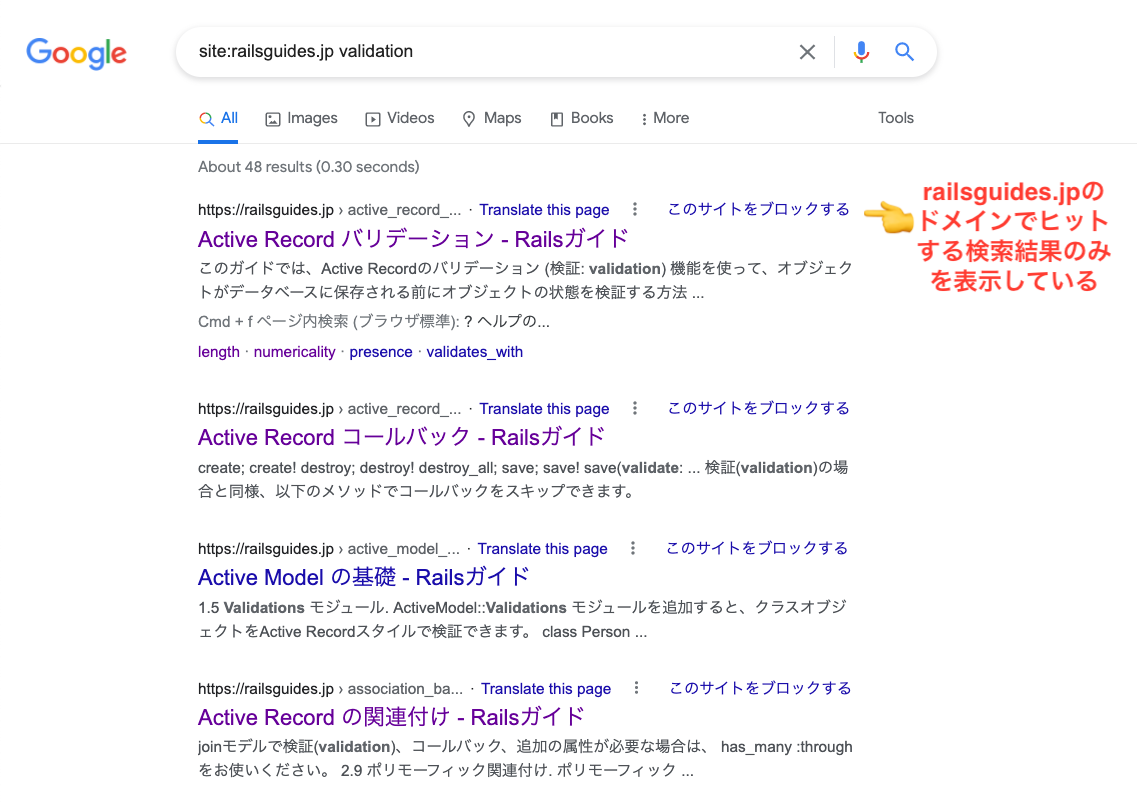 Google
site:railsguides.jp validation
All Images Videos Maps Books More Tools
About 48 results (0.30 seconds)
https://railsguides.jp › active_record_... · Translate this page このサイトをブロックする
Active Record バリデーション - Railsガイド
このガイドでは、Active Recordのバリデーション (検証: validation) 機能を使って、オブジェク
トがデータベースに保存される前にオブジェクトの状態を検証する方法 ...
Cmd + f ページ内検索 (ブラウザ標準): ? ヘルプの...
length · numericality · presence · validates_with
railsguides.jpの
ドメインでヒット
する検索結果のみ
を表示している
https://railsguides.jp › active_record_... · Translate this page このサイトをブロックする
Active Record コールバック - Railsガイド
create; create! destroy; destroy! destroy_all; save; save! save(validate: ... 検証(validation)の場
合と同様、以下のメソッドでコールバックをスキップできます。
https://railsguides.jp › active_model_... · Translate this page このサイトをブロックする
Active Model の基礎 - Railsガイド
1.5 Validations モジュール. ActiveModel::Validations モジュールを追加すると、クラスオブジ
ェクトをActive Recordスタイルで検証できます。 class Person ...
https://railsguides.jp › association_ba... · Translate this page このサイトをブロックする
Active Record の関連付け - Railsガイド
joinモデルで検証(validation)、コールバック、追加の属性が必要な場合は、 has_many :through
をお使いください。 2.9 ポリモーフィック関連付け. ポリモーフィック ...